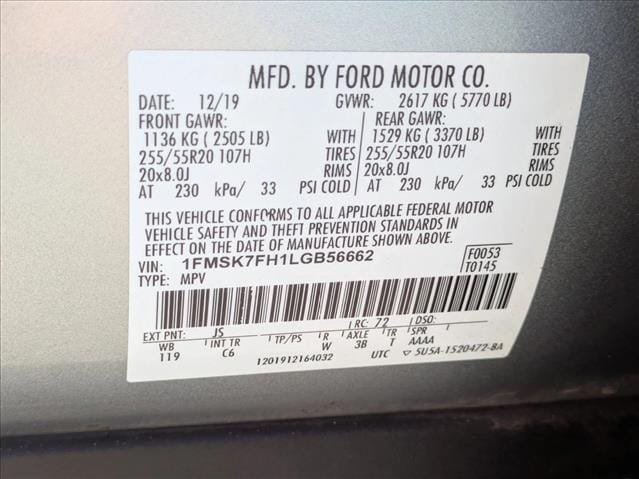 MFD. BY FORD MOTOR CO.
DATE: 12/19 GVWR: 2617 KG ( 5770 LB)
FRONT GAWR: REAR GAWR:
1136 KG ( 2505 LB) WITH 1529 KG ( 3370 LB) WITH
255/55R20 107H TIRES 255/55R20 107H TIRES
20x8.0J RIMS 20x8.0J RIMS
AT 230 kPa/ 33 PSI COLD AT 230 kPa/ 33 PSI COLD
THIS VEHICLE CONFORMS TO ALL APPLICABLE FEDERAL MOTOR
VEHICLE SAFETY AND THEFT PREVENTION STANDARDS IN
EFFECT ON THE DATE OF MANUFACTURE SHOWN ABOVE.
VIN: 1FMSK7FH1LGB56662 F0053
TYPE: MPV T0145
EXT PNT: JS RC: 72 DSO:
WB INT TR TP/PS R AXLE TR SPR
119 C6 W 3B T AAAA
1201912164032 UTC ▽ 5U5A-1520472-BA